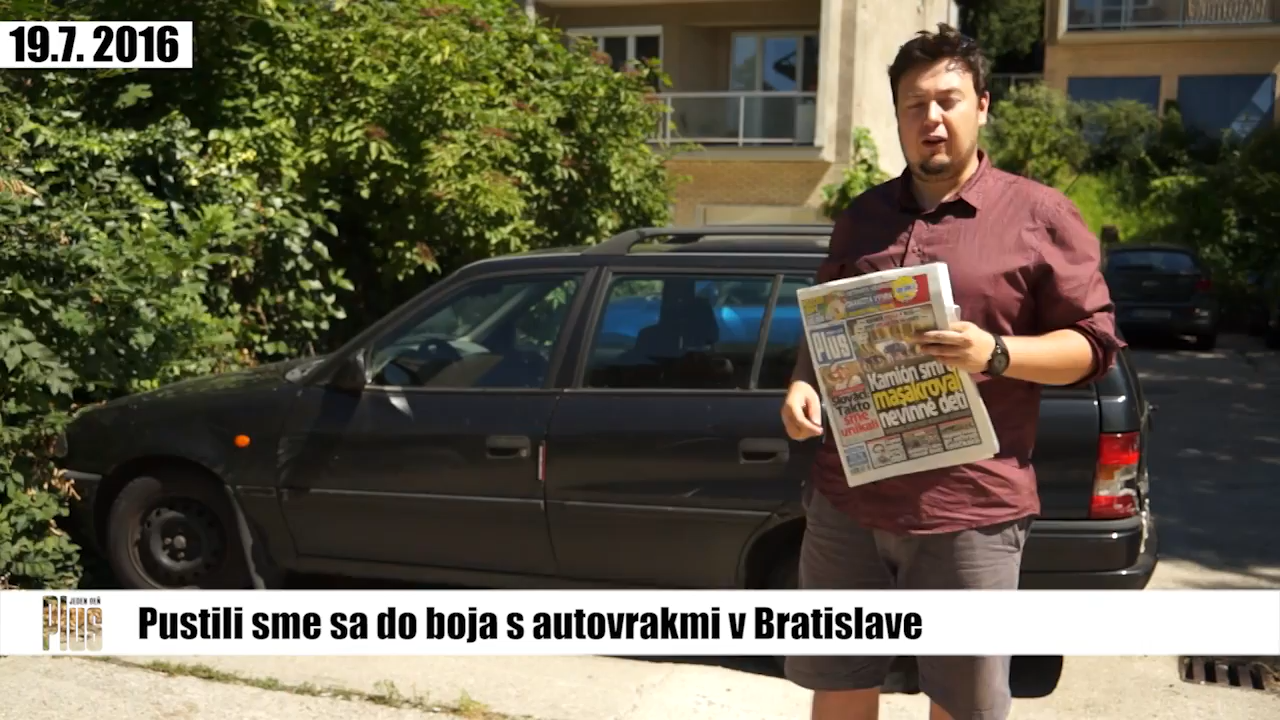 19.7. 2016
Plus
Kamión smrti
masakroval
nevinné deti
Slováci:
Takto
sme
unikali
JEDEN DEŇ
Plus
Pustili sme sa do boja s autovrakmi v Bratislave